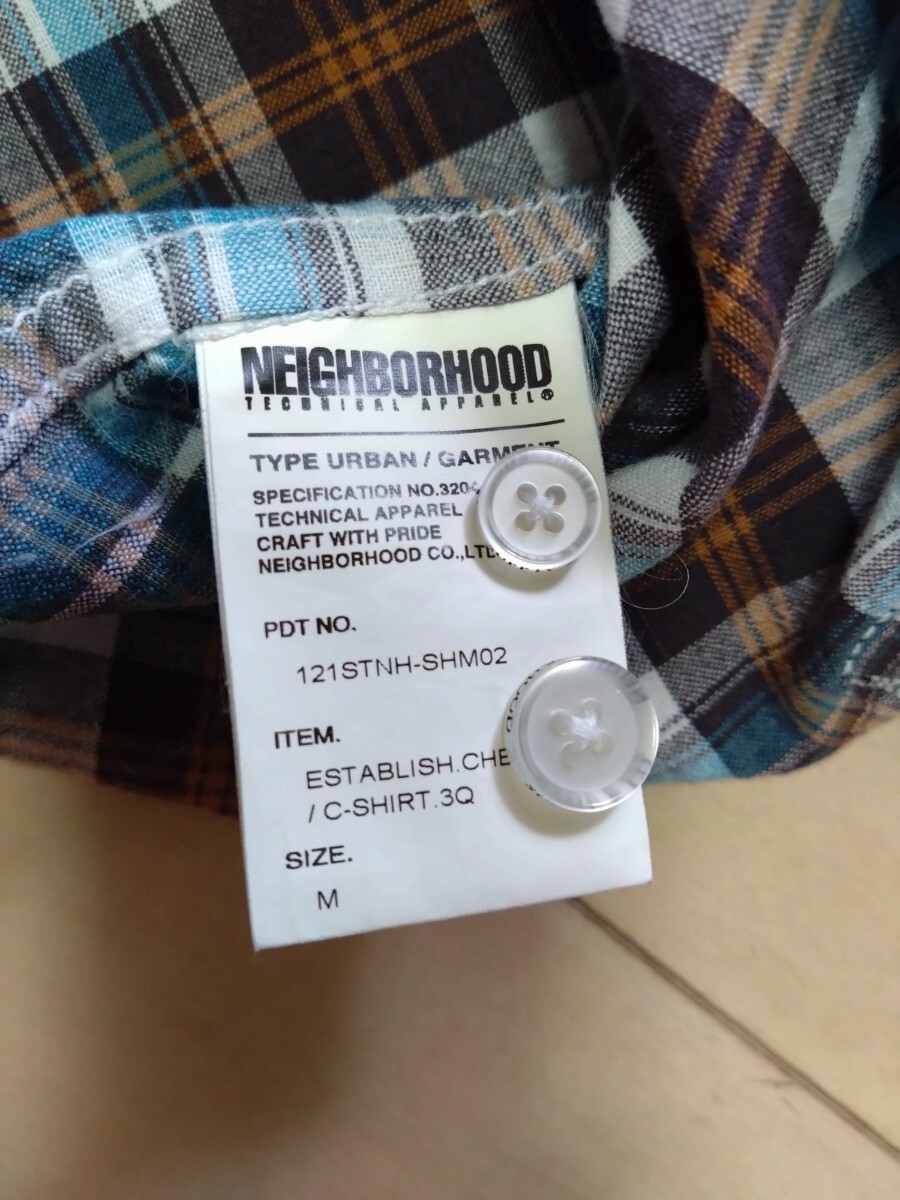 NEIGHBORHOOD
TECHNICAL APPAREL®
TYPE URBAN / GARMENT
SPECIFICATION NO.3204
TECHNICAL APPAREL
CRAFT WITH PRIDE
NEIGHBORHOOD CO.,LTD
PDT NO.
121STNH-SHM02
ITEM.
ESTABLISH.CHE
/ C-SHIRT.3Q
SIZE.
M